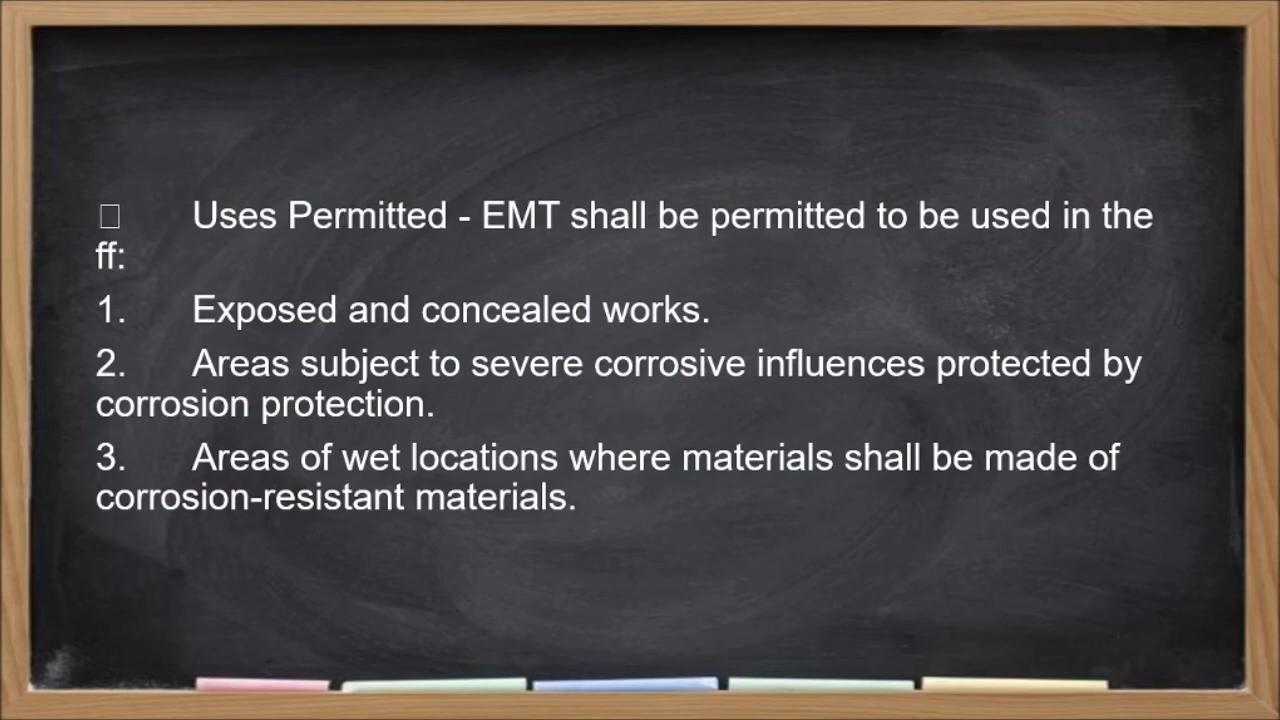 □ Uses Permitted - EMT shall be permitted to be used in the
ff:
1. Exposed and concealed works.
2. Areas subject to severe corrosive influences protected by
corrosion protection.
3. Areas of wet locations where materials shall be made of
corrosion-resistant materials.